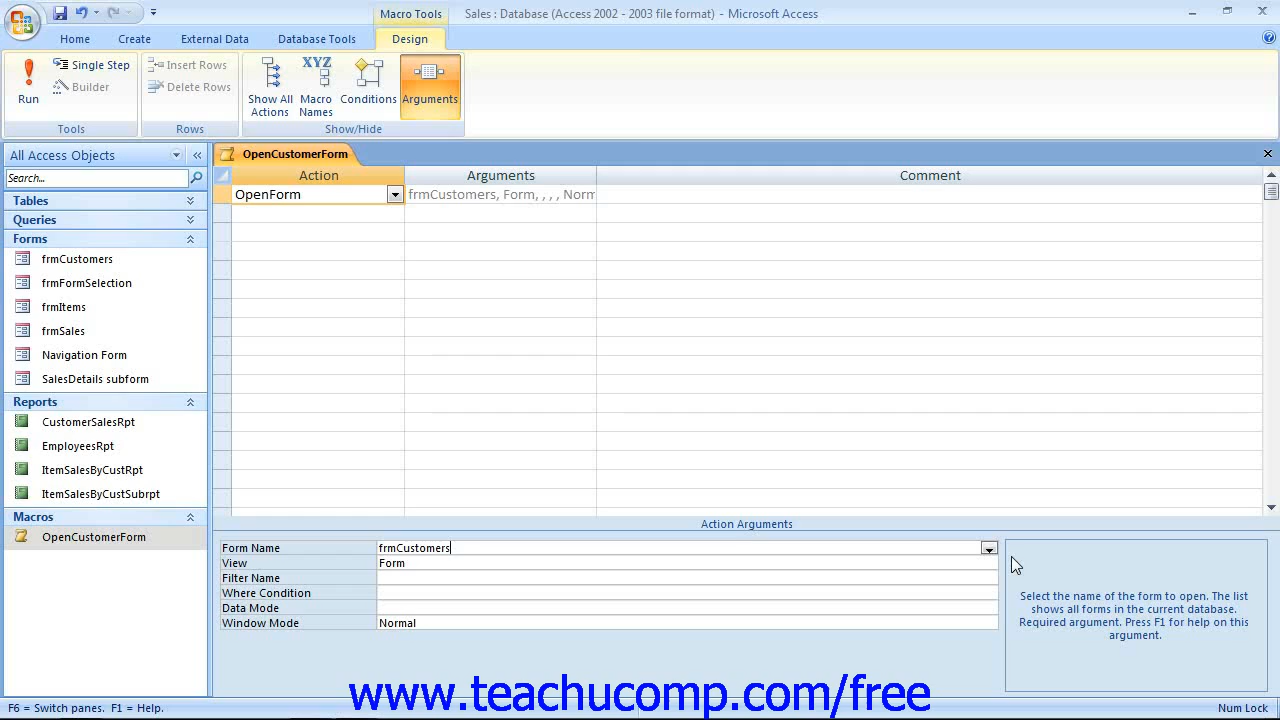 Macro Tools
Sales : Database (Access 2002 - 2003 file format) - Microsoft Access
Home
Create
External Data
Database Tools
Design
Run
Single Step
Builder
Tools
Insert Rows
Delete Rows
Rows
XYZ
Show All
Actions
Macro
Names
Conditions
Arguments
Show/Hide
All Access Objects
Search...
Tables
Queries
Forms
frmCustomers
frmFormSelection
frmItems
frmSales
Navigation Form
SalesDetails subform
Reports
CustomerSalesRpt
EmployeesRpt
ItemSalesByCustRpt
ItemSalesByCustSubrpt
Macros
OpenCustomerForm
OpenCustomerForm
Action
Arguments
Comment
OpenForm
frmCustomers, Form, , , , Norm
Action Arguments
Form Name
frmCustomers
View
Form
Filter Name
Where Condition
Data Mode
Window Mode
Normal
Select the name of the form to open. The list
shows all forms in the current database.
Required argument. Press F1 for help on this
argument.
www.teachucomp.com/free
F6 = Switch panes. F1 = Help.
Num Lock